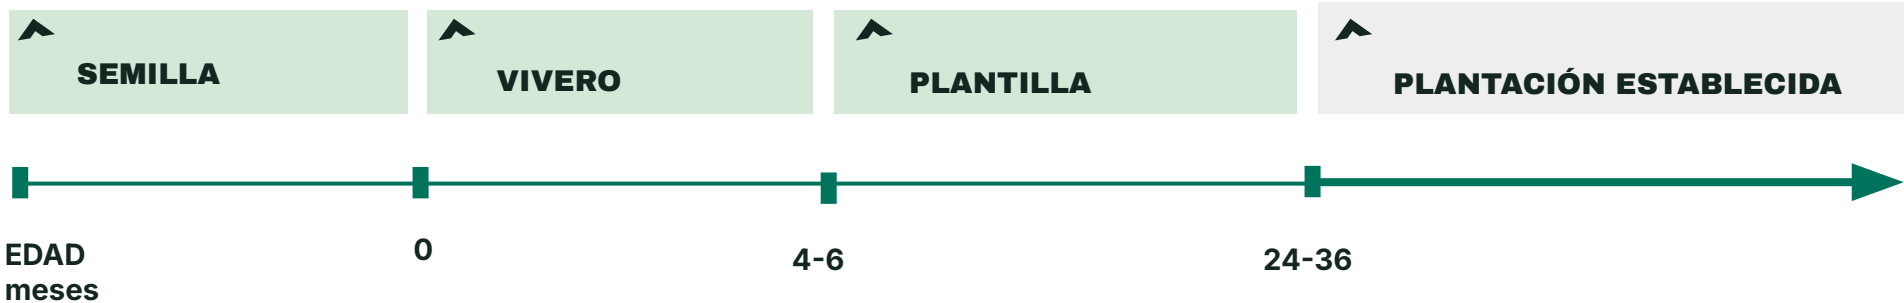 SEMILLA
VIVERO
PLANTILLA
PLANTACIÓN ESTABLECIDA
EDAD
meses
0
4-6
24-36